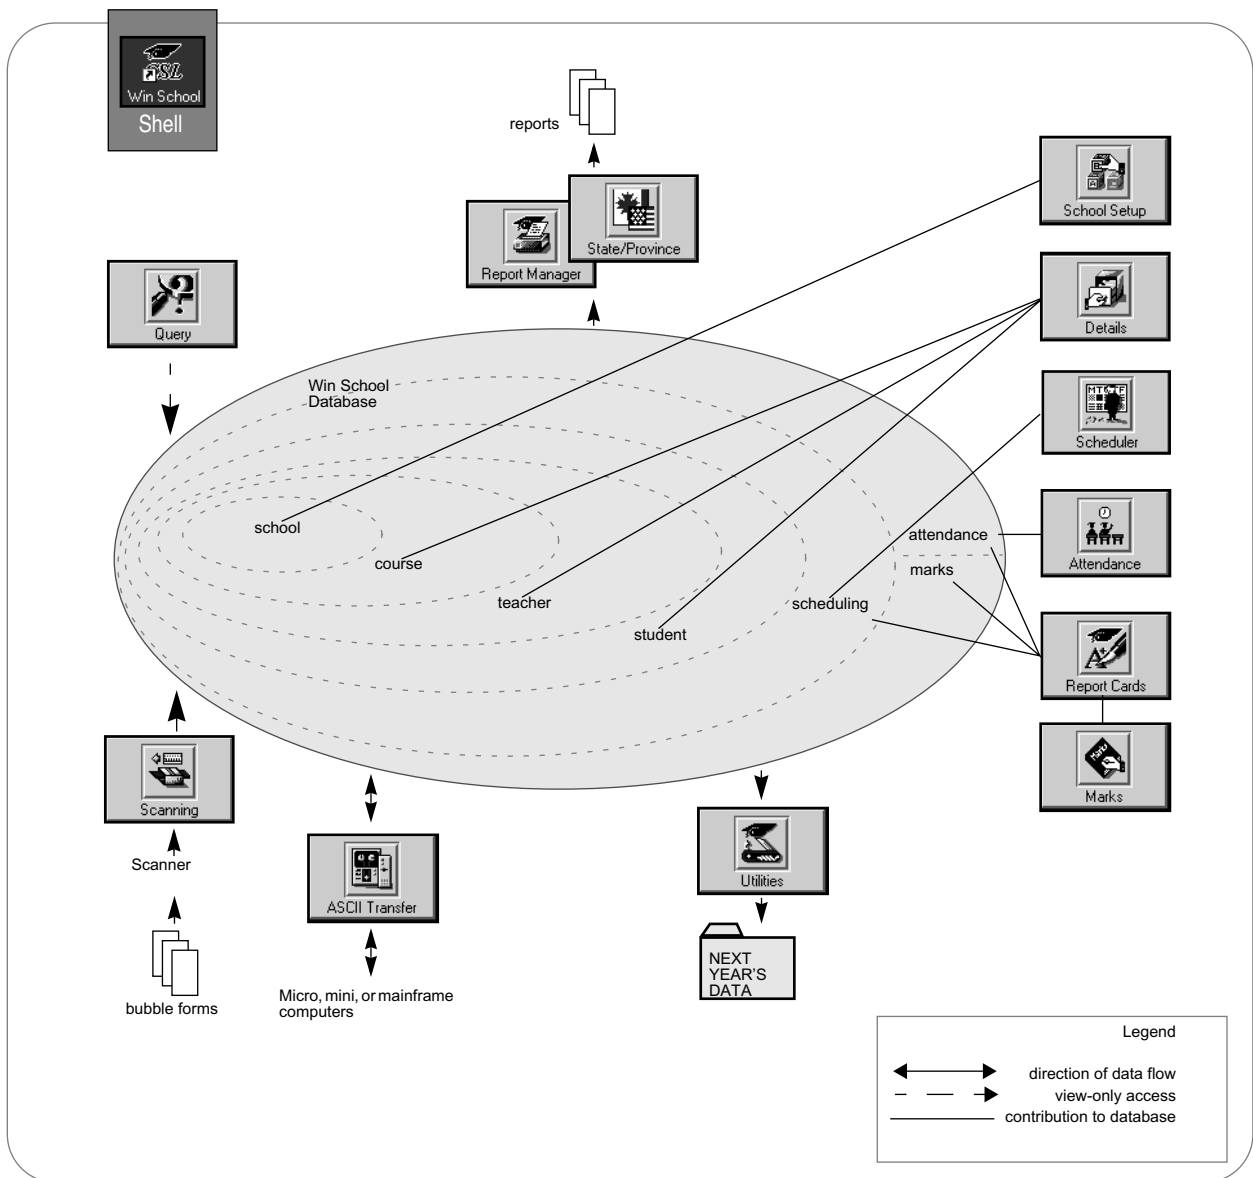 GSL
Win School
Shell
reports
State/Province
Report Manager
School Setup
Query
Details
Win School
Database
Scheduler
school
course
teacher
student
scheduling
attendance
marks
Attendance
Report Cards
Marks
Scanning
Scanner
bubble forms
ASCII Transfer
Micro, mini, or mainframe
computers
Utilities
NEXT
YEAR'S
DATA
Legend
direction of data flow
view-only access
contribution to database